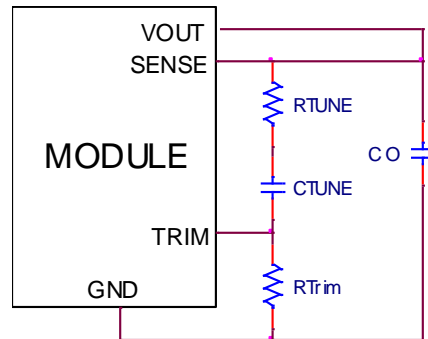 VOUT
SENSE
RTUNE
MODULE
CO
CTUNE
TRIM
GND
RTrim